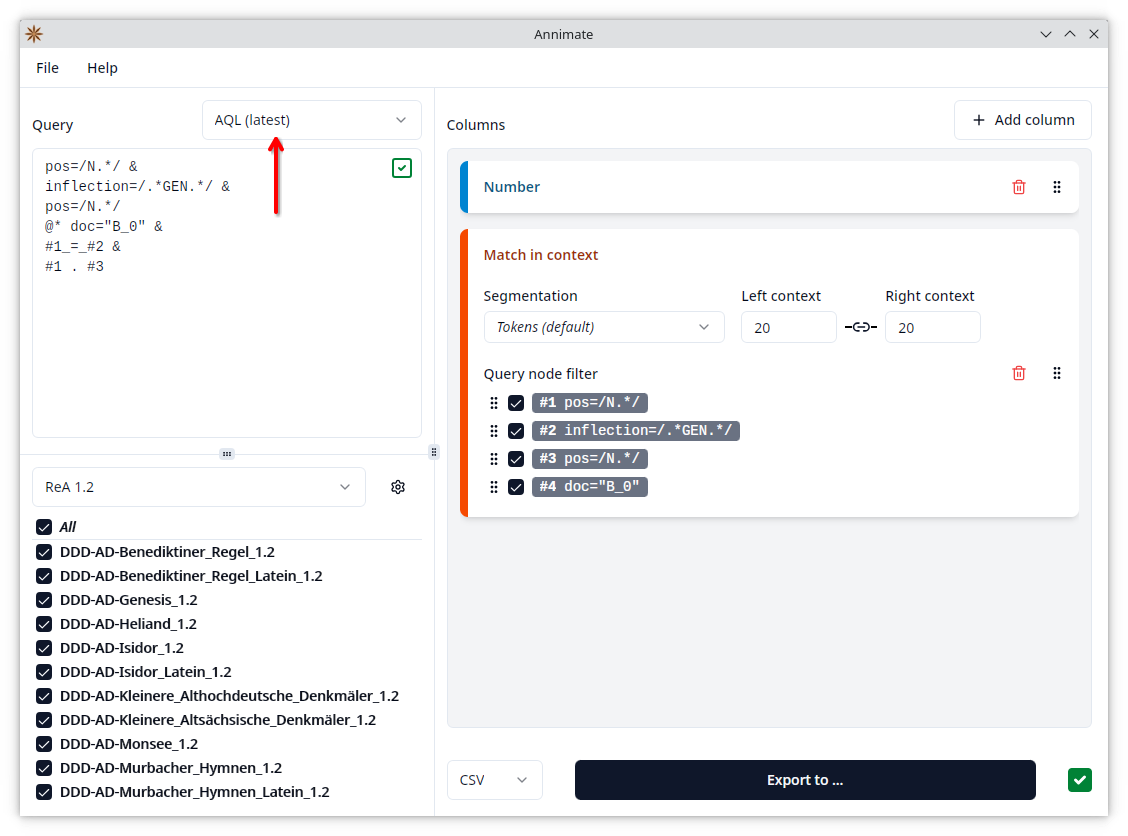 Annimate
File Help
Query
AQL (latest)
pos=/N.*/ &
inflection=/.*GEN.*/ &
pos=/N.*/
@* doc="B_0" &
#1_=_#2 &
#1 . #3
ReA 1.2
All
DDD-AD-Benediktiner_Regel_1.2
DDD-AD-Benediktiner_Regel_Latein_1.2
DDD-AD-Genesis_1.2
DDD-AD-Heliand_1.2
DDD-AD-Isidor_1.2
DDD-AD-Isidor_Latein_1.2
DDD-AD-Kleinere_Althochdeutsche_Denkmäler_1.2
DDD-AD-Kleinere_Altsächsische_Denkmäler_1.2
DDD-AD-Monsee_1.2
DDD-AD-Murbacher_Hymnen_1.2
DDD-AD-Murbacher_Hymnen_Latein_1.2
Columns
Add column
Number
Match in context
Segmentation Left context Right context
Tokens (default) 20 20
Query node filter
#1 pos=/N.*/
#2 inflection=/.*GEN.*/
#3 pos=/N.*/
#4 doc="B_0"
CSV
Export to ...